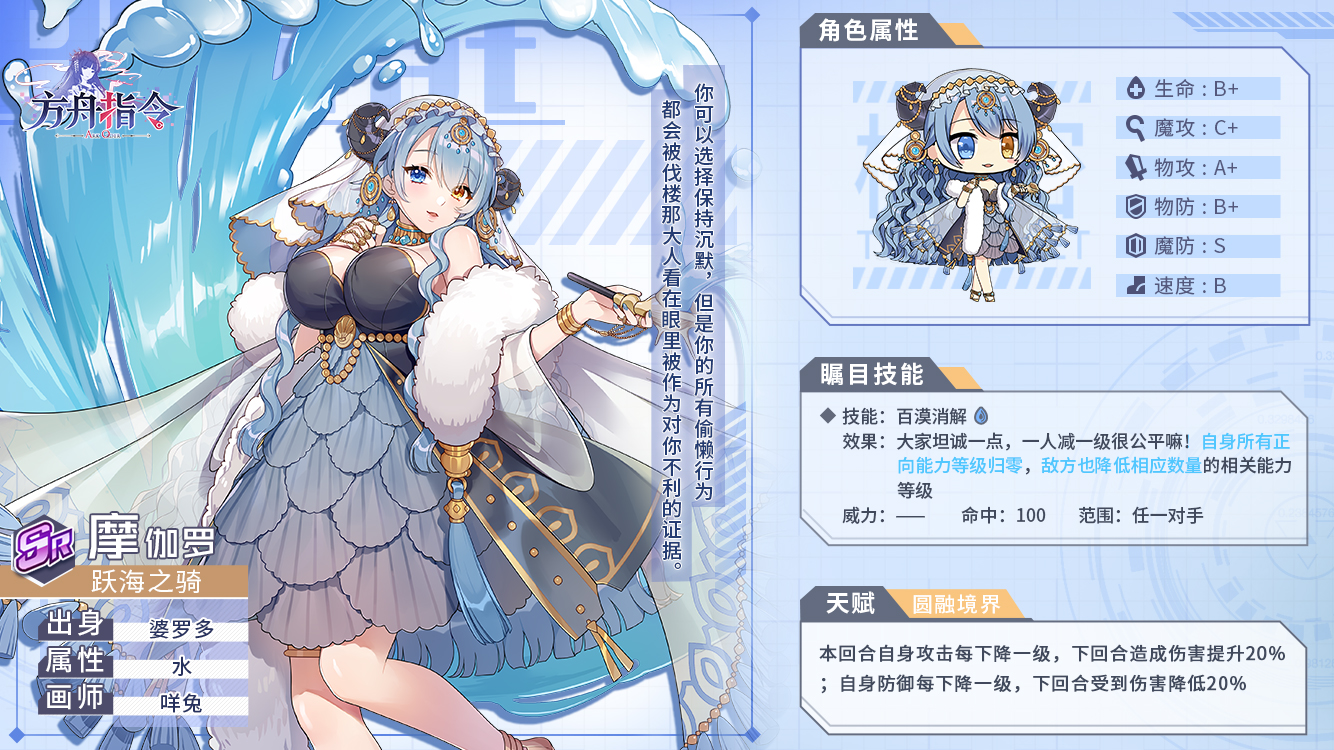 方舟指令
ARK ORDER
你可以选择保持沉默，但是你的所有偷懒行为
都会被伐楼那大人看在眼里被作为对你不利的证据。
SR
摩伽罗
跃海之骑
出身 婆罗多
属性 水
画师 咩兔
角色属性
生命：B+
魔攻：C+
物攻：A+
物防：B+
魔防：S
速度：B
瞩目技能
◆ 技能：百漠消解
效果：大家坦诚一点，一人减一级很公平嘛！自身所有正
向能力等级归零，敌方也降低相应数量的相关能力
等级
威力：—— 命中：100 范围：任一对手
天赋 圆融境界
本回合自身攻击每下降一级，下回合造成伤害提升20%
；自身防御每下降一级，下回合受到伤害降低20%